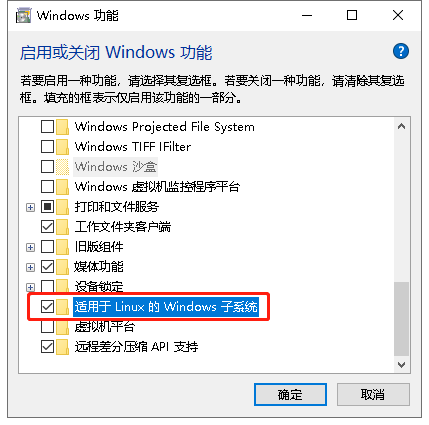 Windows 功能
启用或关闭 Windows 功能
若要启用一种功能，请选择其复选框。若要关闭一种功能，请清除其复选
框。填充的框表示仅启用该功能的一部分。
Windows Projected File System
Windows TIFF IFilter
Windows 沙盒
Windows 虚拟机监控程序平台
打印和文件服务
工作文件夹客户端
旧版组件
媒体功能
设备锁定
适用于 Linux 的 Windows 子系统
虚拟机平台
远程差分压缩 API 支持
确定
取消